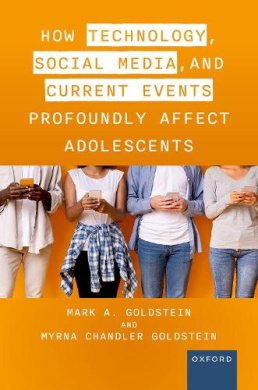 HOW TECHNOLOGY,
SOCIAL MEDIA, AND
CURRENT EVENTS
PROFOUNDLY AFFECT
ADOLESCENTS
MARK A. GOLDSTEIN
AND
MYRNA CHANDLER GOLDSTEIN
OXFORD